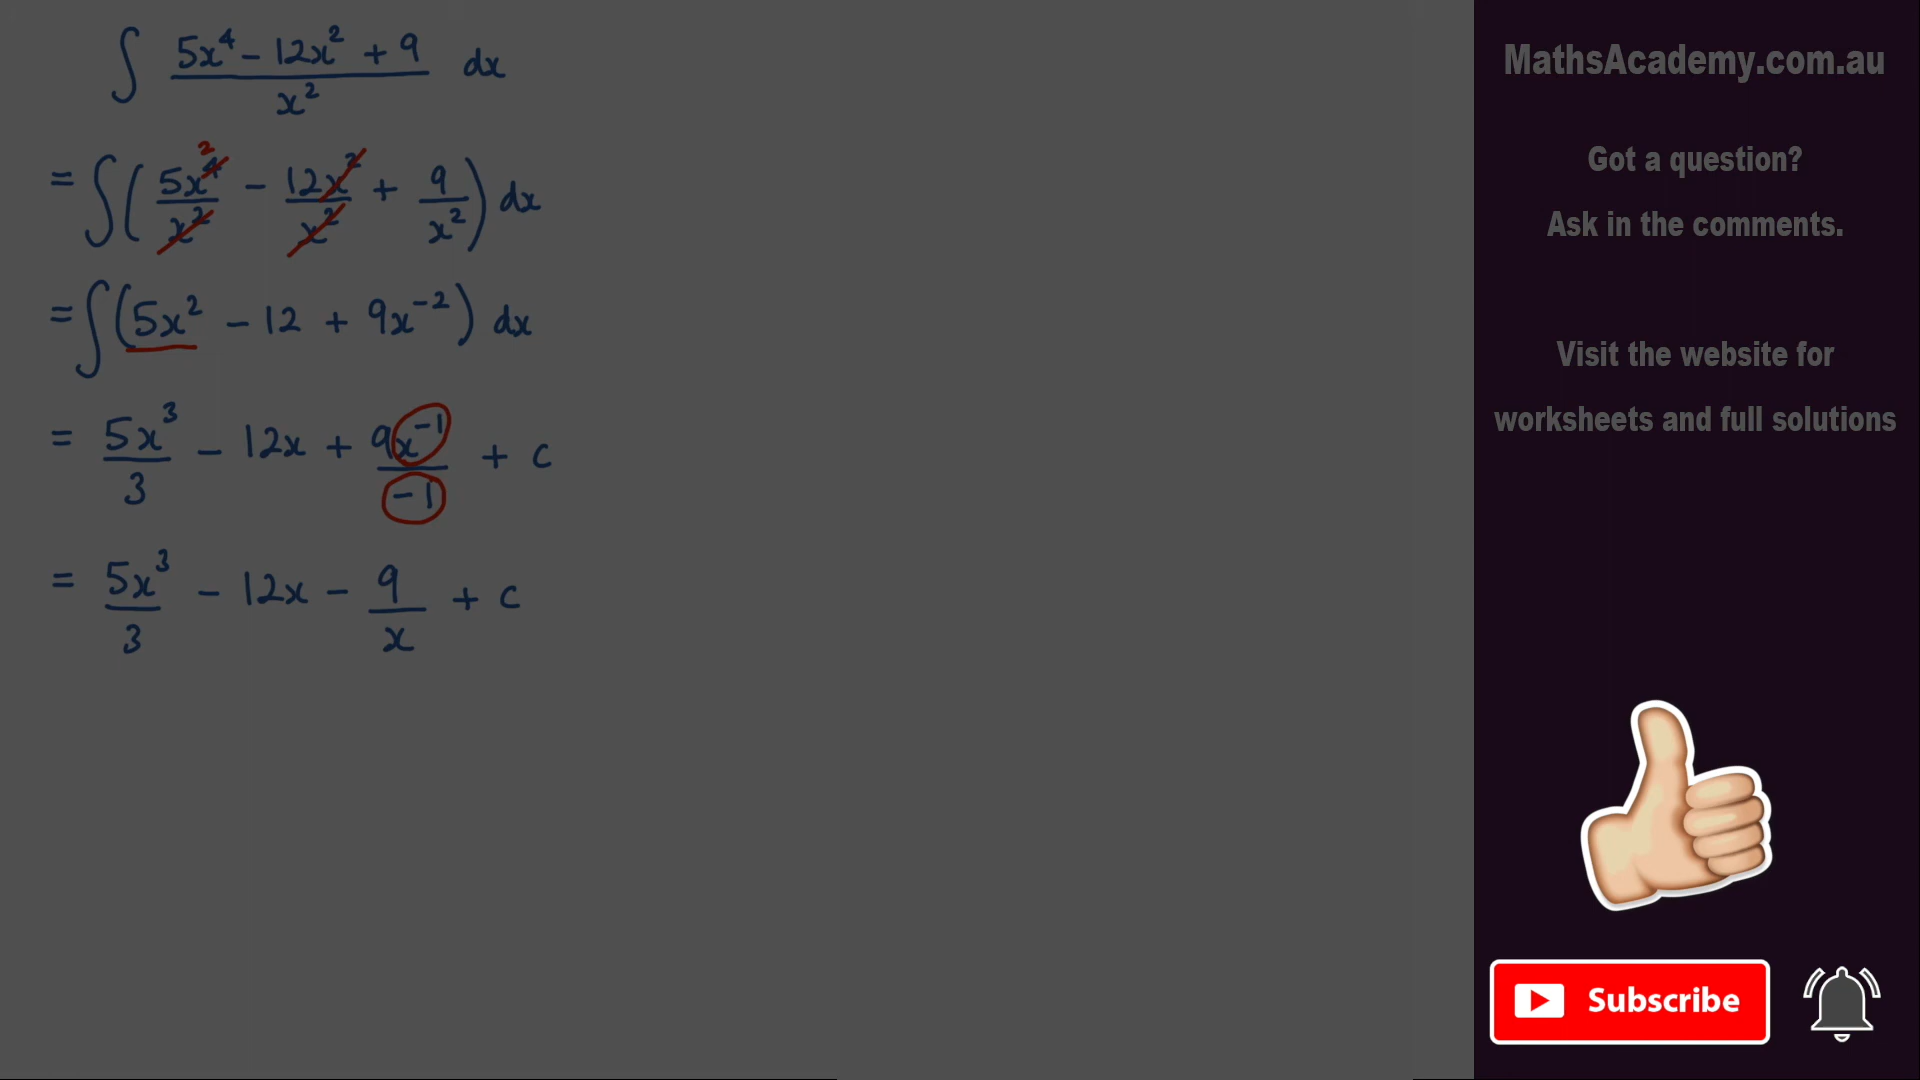 ∫ (5x⁴ − 12x² + 9)/x² dx
= ∫ (5x⁴/x² − 12x²/x² + 9/x²) dx
2
= ∫ (5x² − 12 + 9x⁻²) dx
= 5x³/3 − 12x + 9x⁻¹/−1 + c
= 5x³/3 − 12x − 9/x + c
MathsAcademy.com.au
Got a question?
Ask in the comments.
Visit the website for
worksheets and full solutions
Subscribe